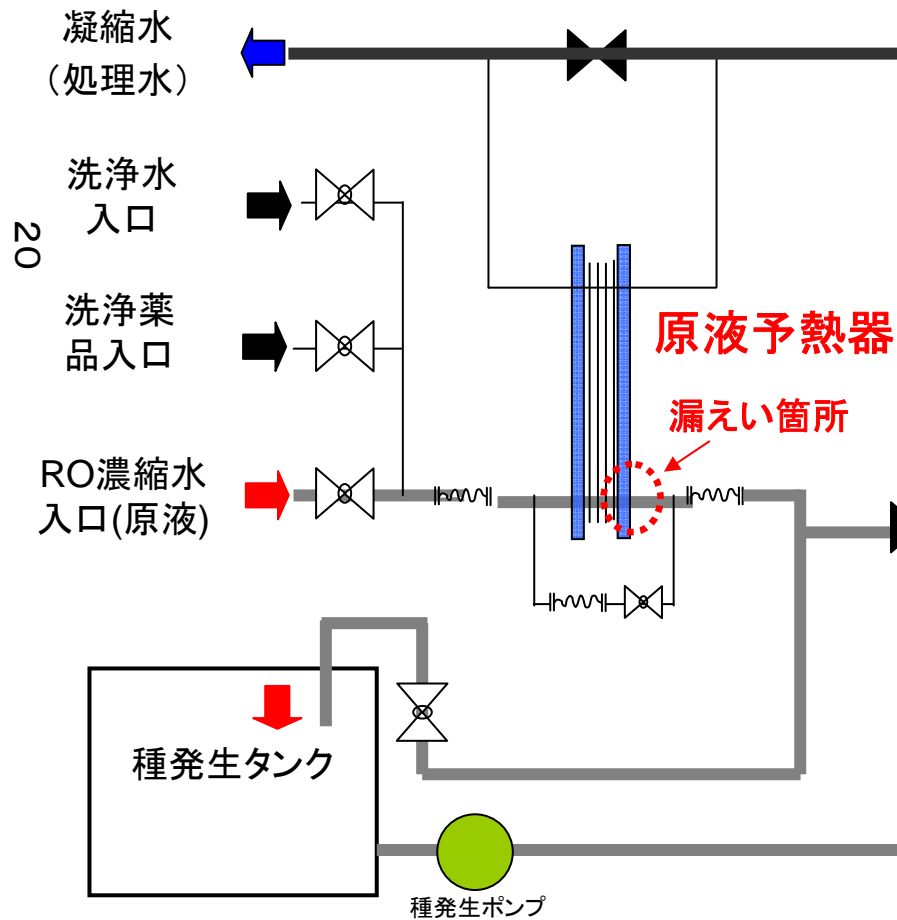 凝縮水
（処理水）
洗浄水
入口
20
洗浄薬
品入口
原液予熱器
漏えい箇所
RO濃縮水
入口(原液)
種発生タンク
種発生ポンプ